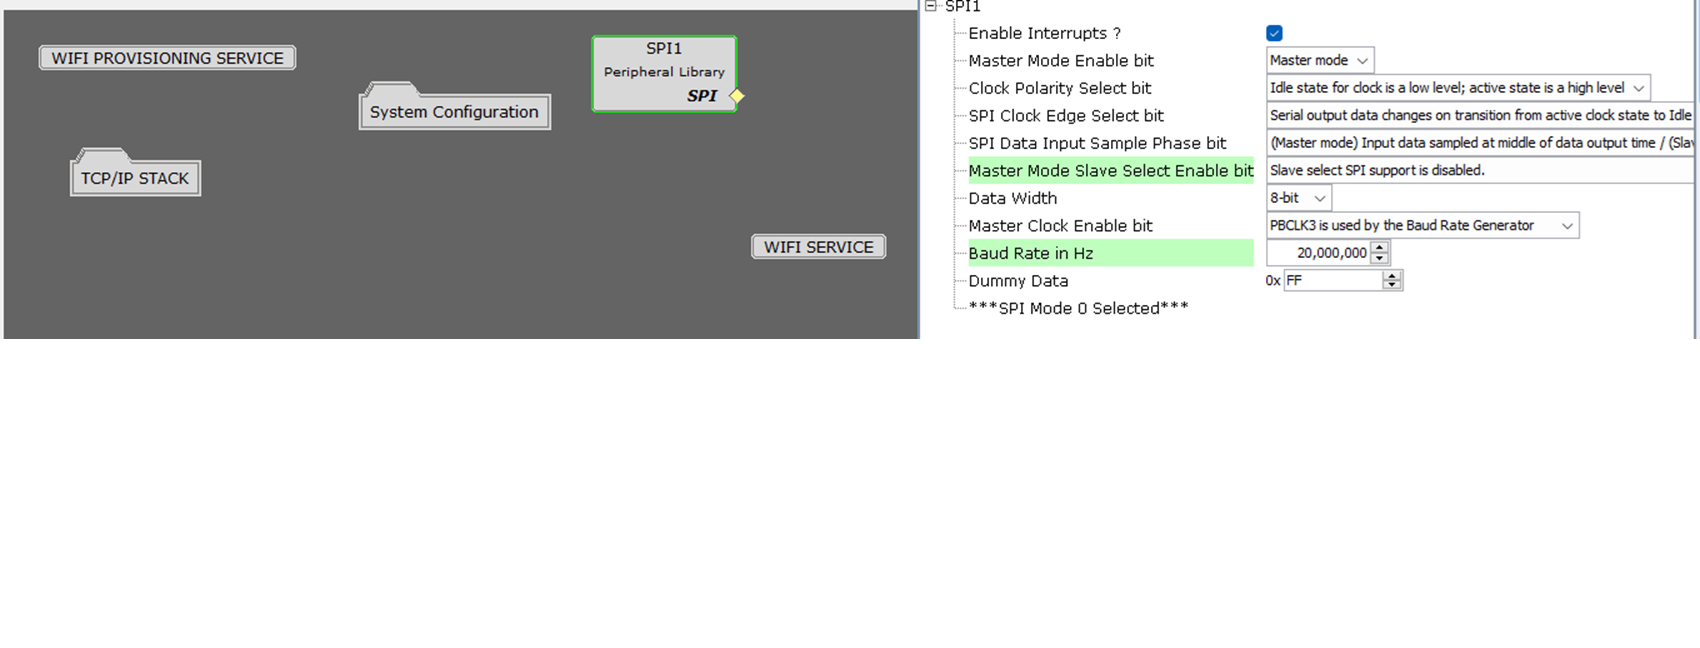 WIFI PROVISIONING SERVICE
System Configuration
TCP/IP STACK
SPI1
Peripheral Library
SPI
WIFI SERVICE
SPI1
Enable Interrupts ?
Master Mode Enable bit Master mode
Clock Polarity Select bit Idle state for clock is a low level; active state is a high level
SPI Clock Edge Select bit Serial output data changes on transition from active clock state to Idle
SPI Data Input Sample Phase bit (Master mode) Input data sampled at middle of data output time / (Slav
Master Mode Slave Select Enable bit Slave select SPI support is disabled.
Data Width 8-bit
Master Clock Enable bit PBCLK3 is used by the Baud Rate Generator
Baud Rate in Hz 20,000,000
Dummy Data 0x FF
***SPI Mode 0 Selected***